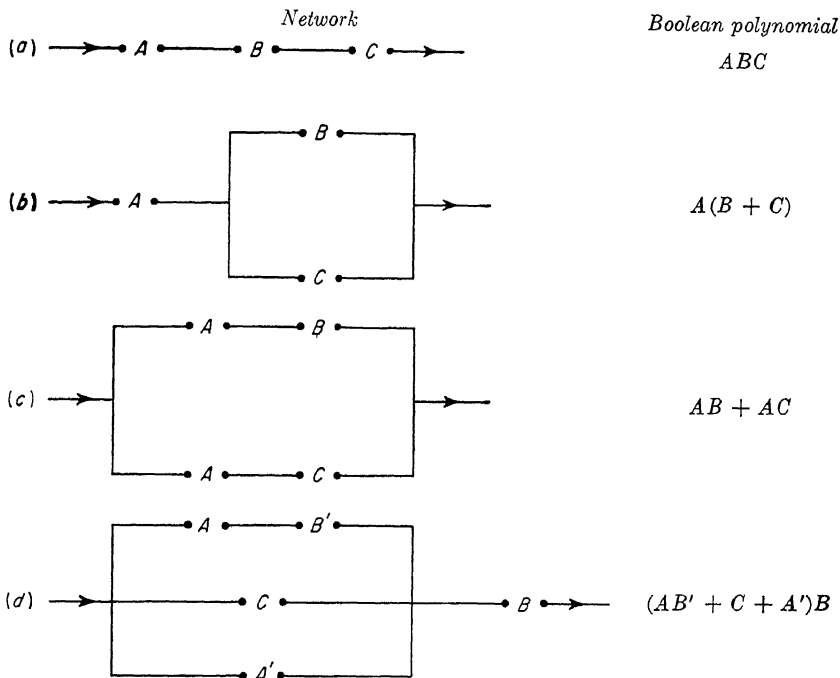 Network
Boolean polynomial
(a) A B C
ABC
B
(b) A
A(B + C)
C
A B
(c)
AB + AC
A C
A B'
(d) C B
(AB' + C + A')B
A'